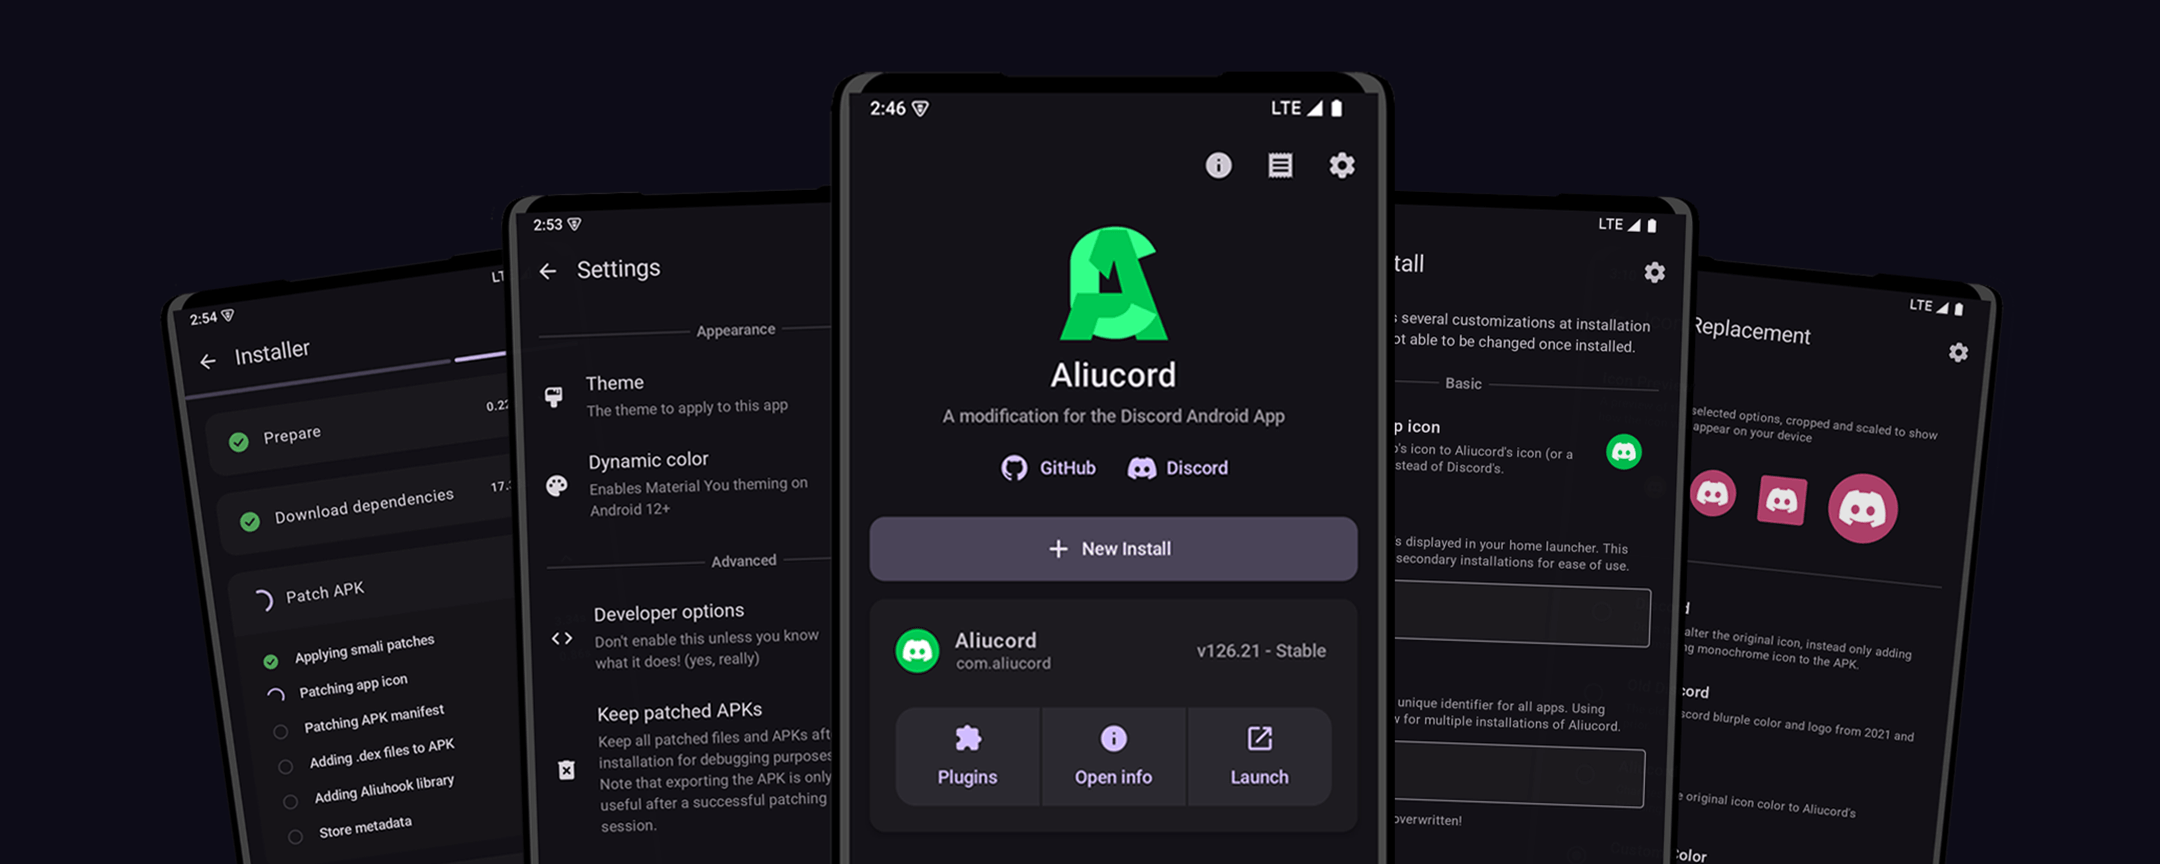 2:54
LT
Installer
Prepare
0.22
Download dependencies
17.
Patch APK
Applying smali patches
Patching app icon
Patching APK manifest
Adding .dex files to APK
Adding Aliuhook library
Store metadata
2:53
Settings
Appearance
Theme
The theme to apply to this app
Dynamic color
Enables Material You theming on
Android 12+
Advanced
Developer options
Don't enable this unless you know
what it does! (yes, really)
Keep patched APKs
Keep all patched files and APKs aft
installation for debugging purposes
Note that exporting the APK is only
useful after a successful patching
session.
2:46
LTE
Aliucord
A modification for the Discord Android App
GitHub
Discord
New Install
Aliucord
com.aliucord
v126.21 - Stable
Plugins
Open info
Launch
LTE
tall
s several customizations at installation
ot able to be changed once installed.
Basic
p icon
o's icon to Aliucord's icon (or a
stead of Discord's.
s displayed in your home launcher. This
secondary installations for ease of use.
unique identifier for all apps. Using
w for multiple installations of Aliucord.
overwritten!
LTE
Replacement
selected options, cropped and scaled to show
appear on your device
d
alter the original icon, instead only adding
ng monochrome icon to the APK.
cord
scord blurple color and logo from 2021 and
e original icon color to Aliucord's
Color